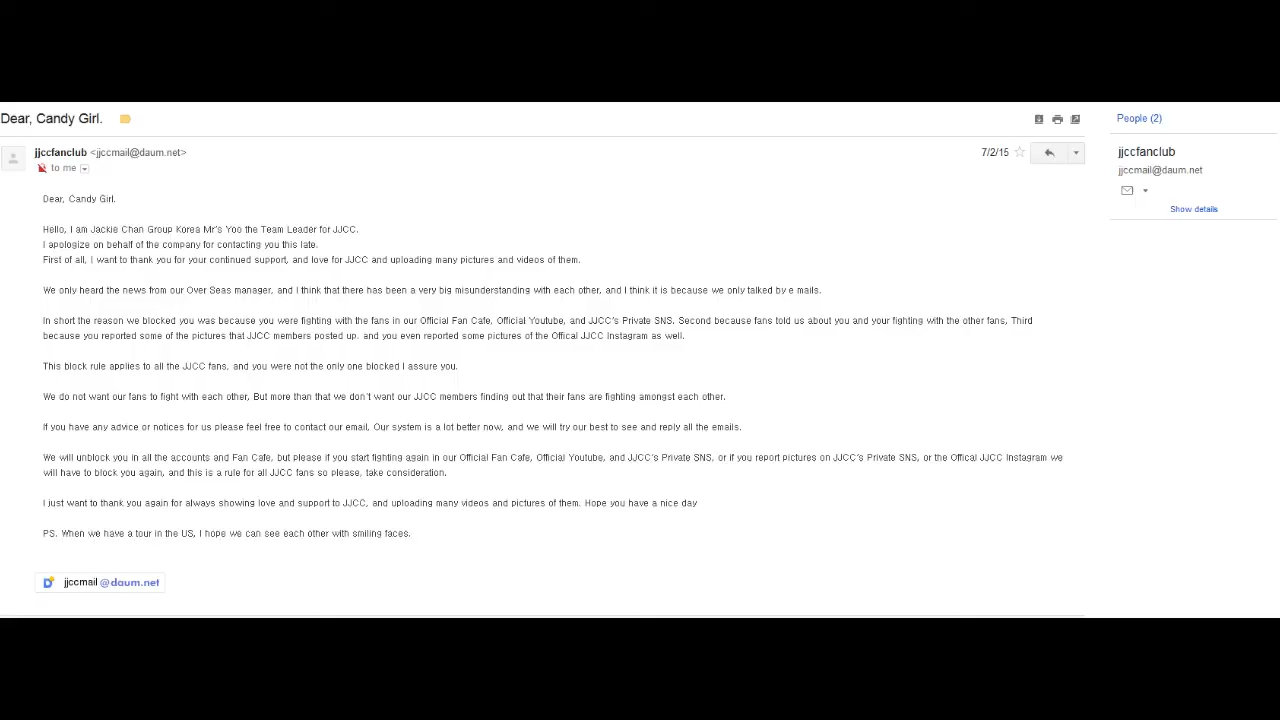 Dear, Candy Girl.
People (2)
jjccfanclub <jjccmail@daum.net>
7/2/15
to me
jjccfanclub
jjccmail@daum.net
Show details
Dear, Candy Girl.
Hello, I am Jackie Chan Group Korea Mr's Yoo the Team Leader for JJCC.
I apologize on behalf of the company for contacting you this late.
First of all, I want to thank you for your continued support, and love for JJCC and uploading many pictures and videos of them.
We only heard the news from our Over Seas manager, and I think that there has been a very big misunderstanding with each other, and I think it is because we only talked by e mails.
In short the reason we blocked you was because you were fighting with the fans in our Official Fan Cafe, Official Youtube, and JJCC's Private SNS. Second because fans told us about you and your fighting with the other fans, Third
because you reported some of the pictures that JJCC members posted up. and you even reported some pictures of the Offical JJCC Instagram as well.
This block rule applies to all the JJCC fans, and you were not the only one blocked I assure you.
We do not want our fans to fight with each other, But more than that we don't want our JJCC members finding out that their fans are fighting amongst each other.
If you have any advice or notices for us please feel free to contact our email, Our system is a lot better now, and we will try our best to see and reply all the emails.
We will unblock you in all the accounts and Fan Cafe, but please if you start fighting again in our Official Fan Cafe, Official Youtube, and JJCC's Private SNS, or if you report pictures on JJCC's Private SNS, or the Offical JJCC Instagram we
will have to block you again, and this is a rule for all JJCC fans so please, take consideration.
I just want to thank you again for always showing love and support to JJCC, and uploading many videos and pictures of them. Hope you have a nice day
PS. When we have a tour in the US, I hope we can see each other with smiling faces.
jjccmail@daum.net